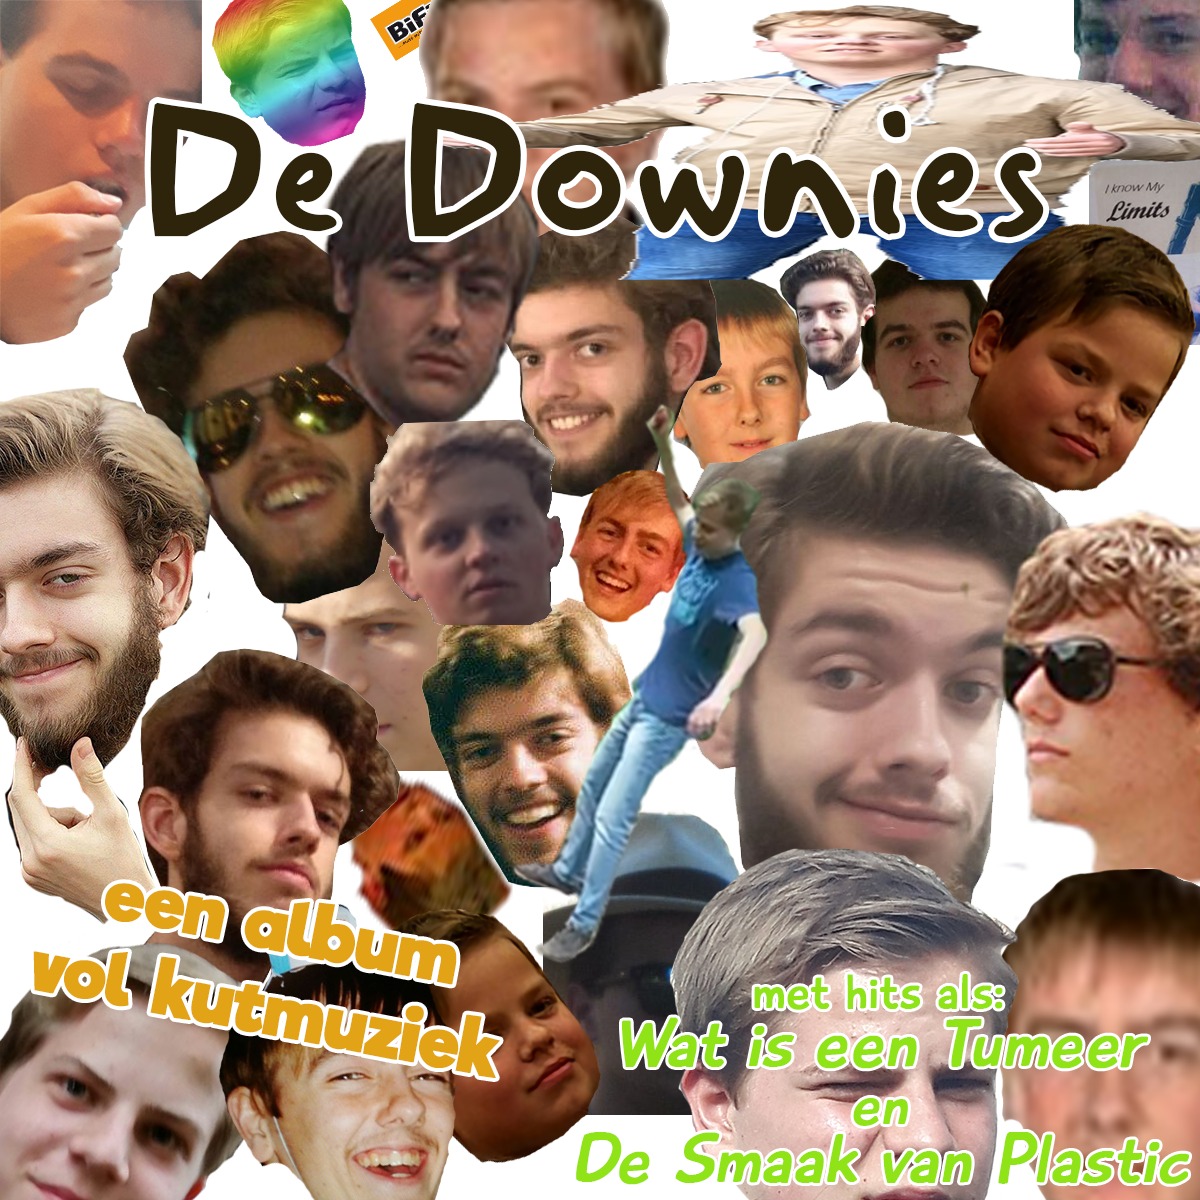 BiFi
De Downies
I know My
Limits
een album
vol kutmuziek
met hits als:
Wat is een Tumeer
en
De Smaak van Plastic